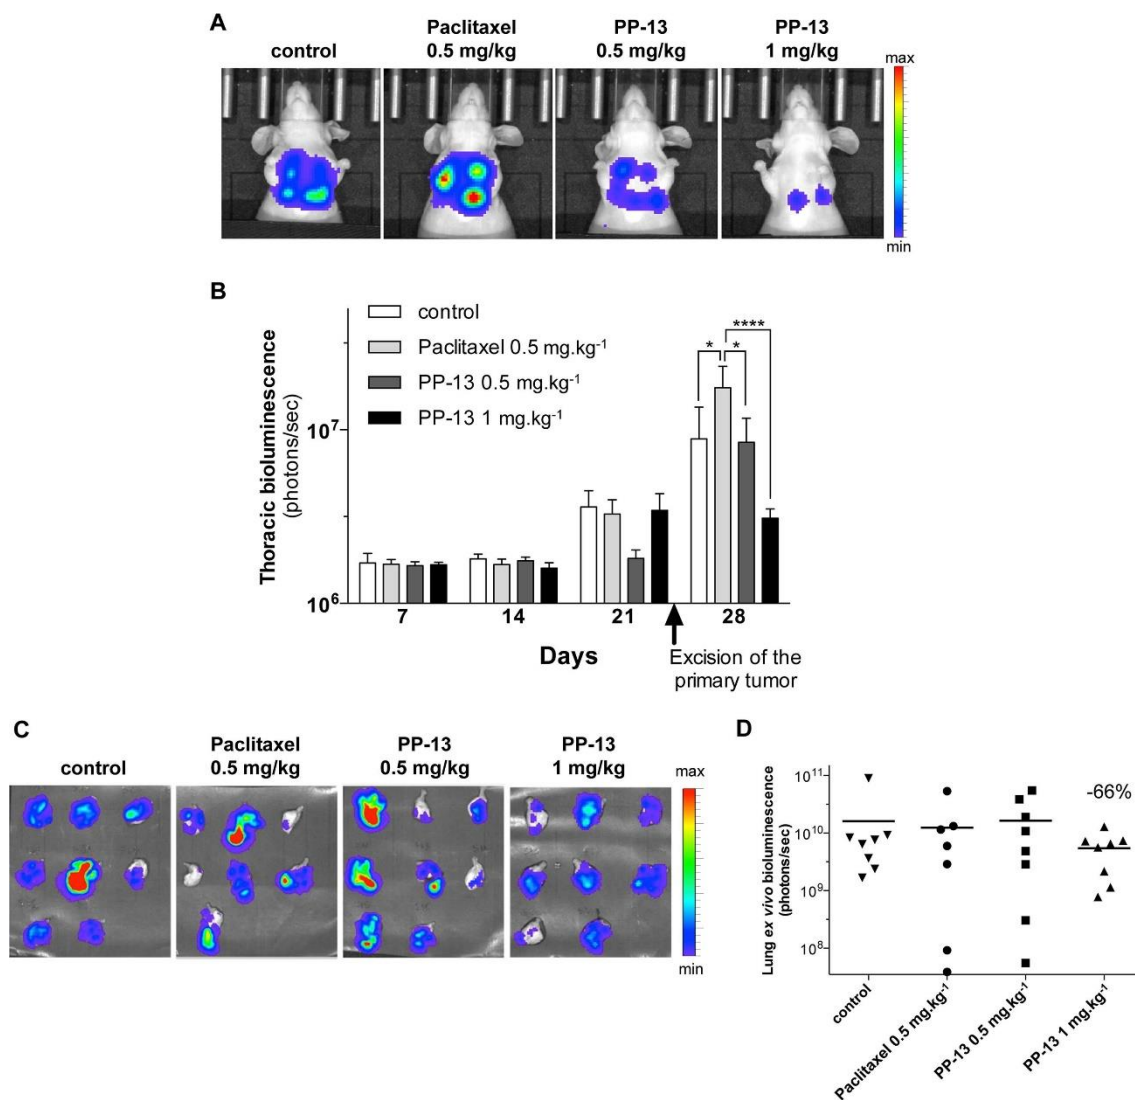 A
control
Paclitaxel
0.5 mg/kg
PP-13
0.5 mg/kg
PP-13
1 mg/kg
max
min
B
Thoracic bioluminescence
(photons/sec)
control
Paclitaxel 0.5 mg.kg⁻¹
PP-13 0.5 mg.kg⁻¹
PP-13 1 mg.kg⁻¹
****
* *
10⁷
10⁶
7 14 21 28
Days
Excision of the
primary tumor
C
control
Paclitaxel
0.5 mg/kg
PP-13
0.5 mg/kg
PP-13
1 mg/kg
max
min
D
Lung ex vivo bioluminescence
(photons/sec)
10¹¹
10¹⁰
10⁹
10⁸
-66%
control
Paclitaxel 0.5 mg.kg⁻¹
PP-13 0.5 mg.kg⁻¹
PP-13 1 mg.kg⁻¹